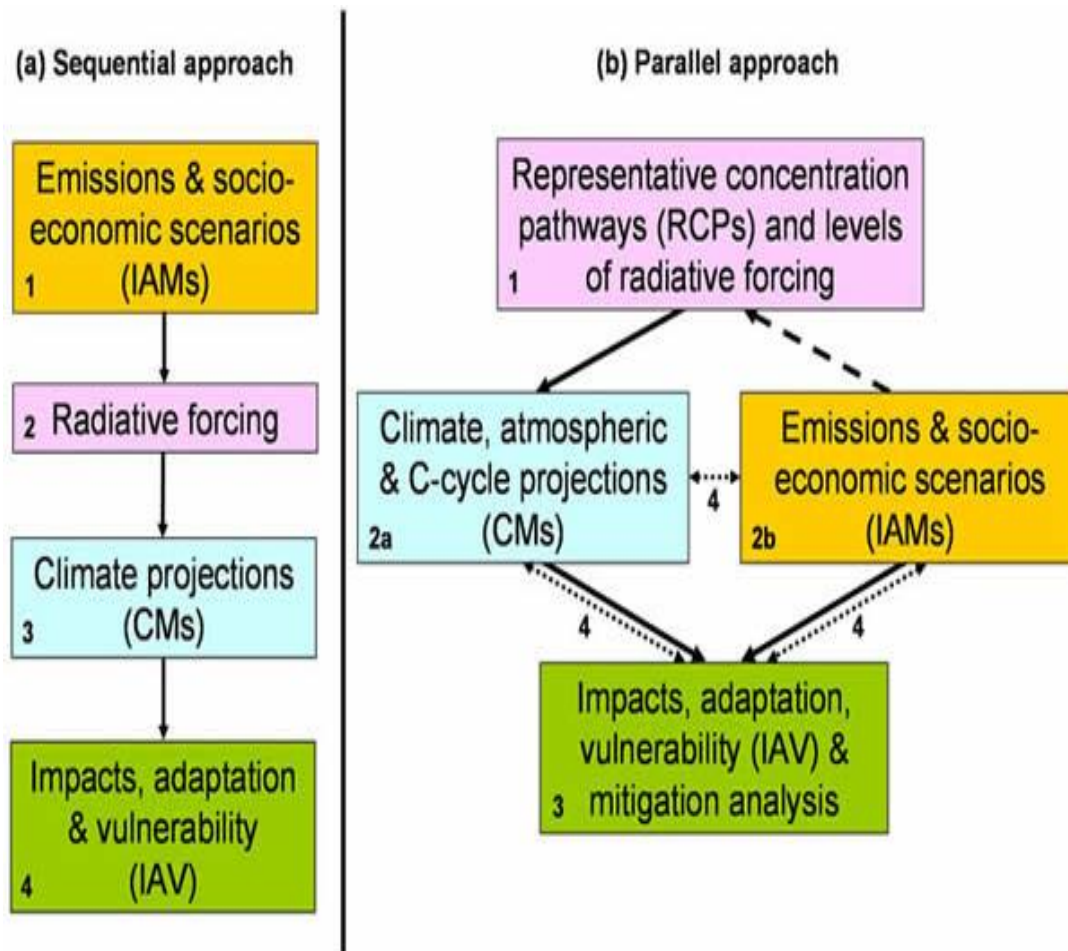 (a) Sequential approach
Emissions & socio-
economic scenarios
1 (IAMs)
2 Radiative forcing
Climate projections
3 (CMs)
Impacts, adaptation
& vulnerability
4 (IAV)
(b) Parallel approach
Representative concentration
pathways (RCPs) and levels
1 of radiative forcing
Climate, atmospheric
& C-cycle projections
2a (CMs)
4
Emissions & socio-
economic scenarios
2b (IAMs)
4
4
Impacts, adaptation,
vulnerability (IAV) &
3 mitigation analysis